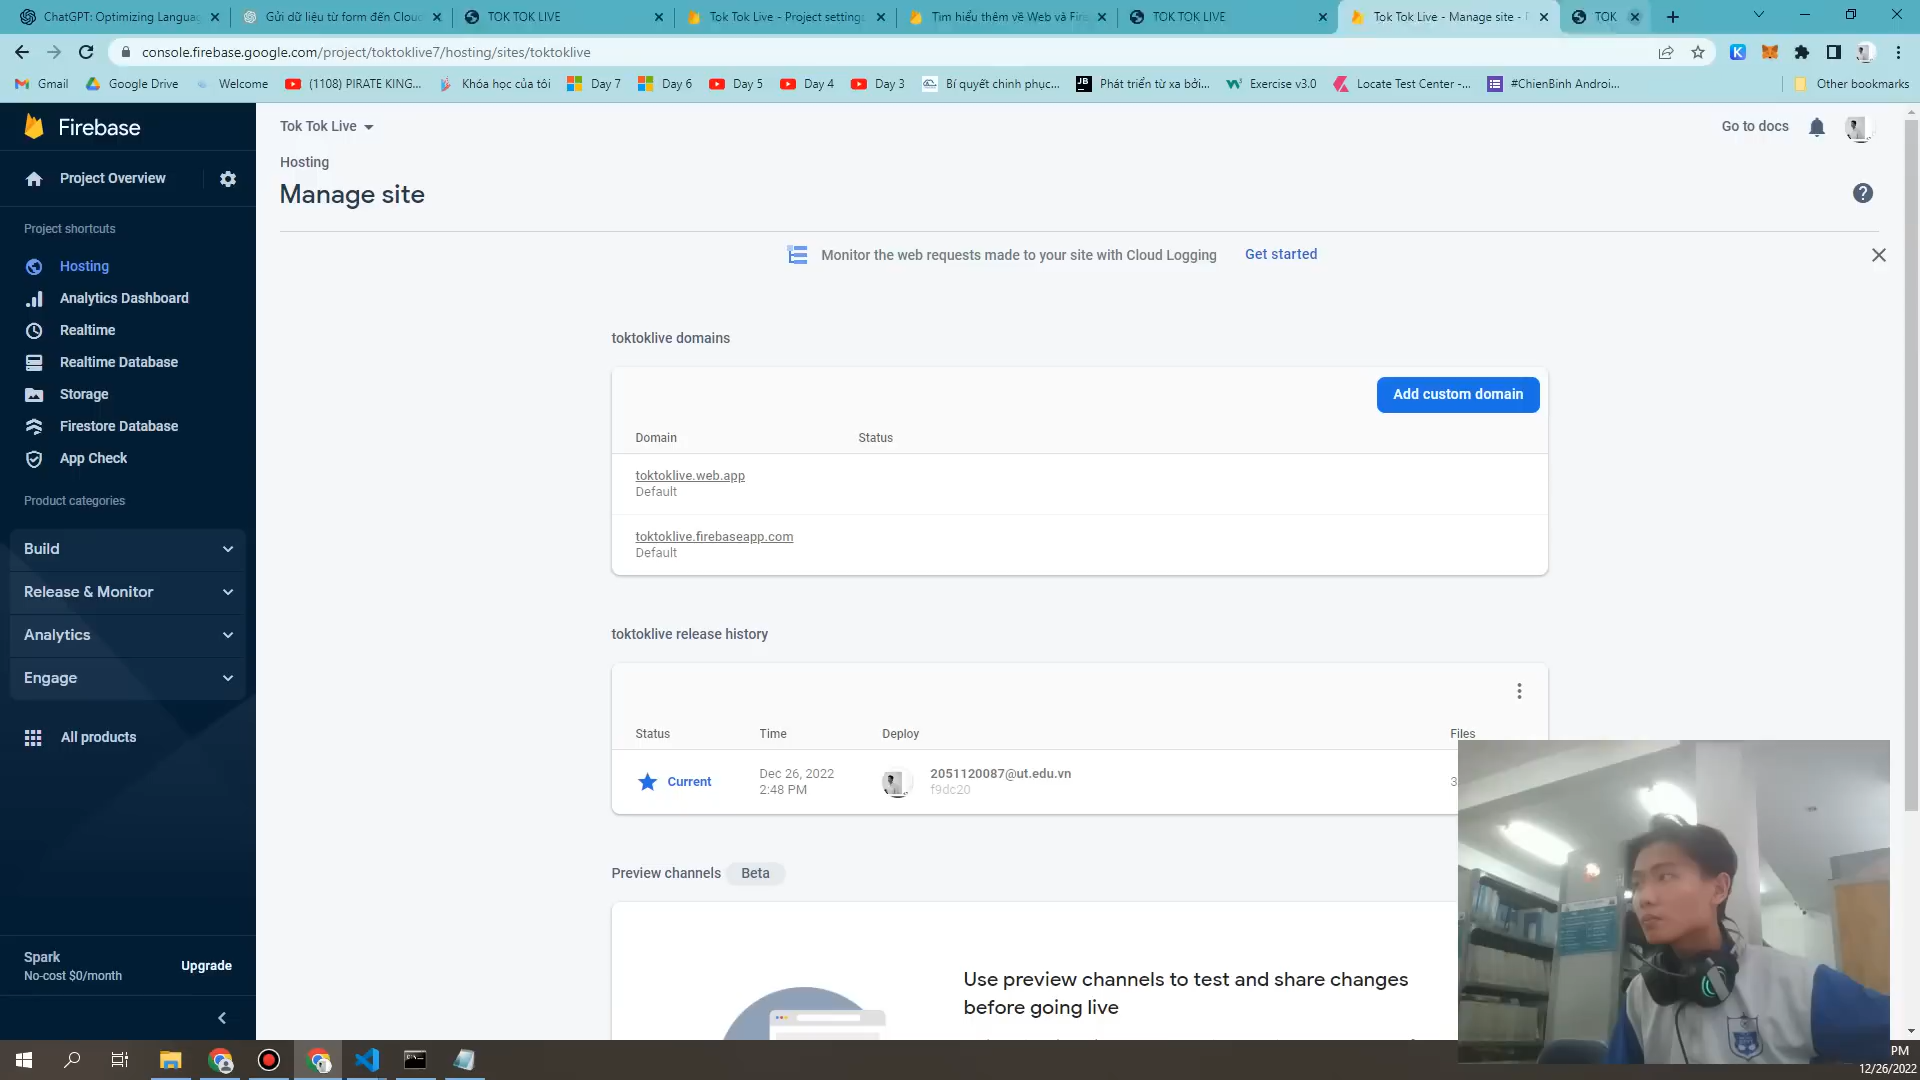 ChatGPT: Optimizing Langua
Gửi dữ liệu từ form đến Clou
TOK TOK LIVE
Tok Tok Live - Project settings
Tìm hiểu thêm về Web và Fire
TOK TOK LIVE
Tok Tok Live - Manage site -
TOK
console.firebase.google.com/project/toktoklive7/hosting/sites/toktoklive
Gmail
Google Drive
Welcome
(1108) PIRATE KING...
Khóa học của tôi
Day 7
Day 6
Day 5
Day 4
Day 3
Bí quyết chinh phục...
Phát triển từ xa bởi...
Exercise v3.0
Locate Test Center -...
#ChienBinh Androi...
Other bookmarks
Firebase
Tok Tok Live
Go to docs
Project Overview
Hosting
Manage site
Project shortcuts
Monitor the web requests made to your site with Cloud Logging
Get started
Hosting
Analytics Dashboard
Realtime
Realtime Database
Storage
Firestore Database
App Check
Product categories
Build
Release & Monitor
Analytics
Engage
All products
toktoklive domains
Add custom domain
Domain
Status
toktoklive.web.app
Default
toktoklive.firebaseapp.com
Default
toktoklive release history
Status
Time
Deploy
Files
Current
Dec 26, 2022
2:48 PM
2051120087@ut.edu.vn
f9dc20
3
Preview channels
Beta
Use preview channels to test and share changes
before going live
Spark
No-cost $0/month
Upgrade
PM
12/26/2022